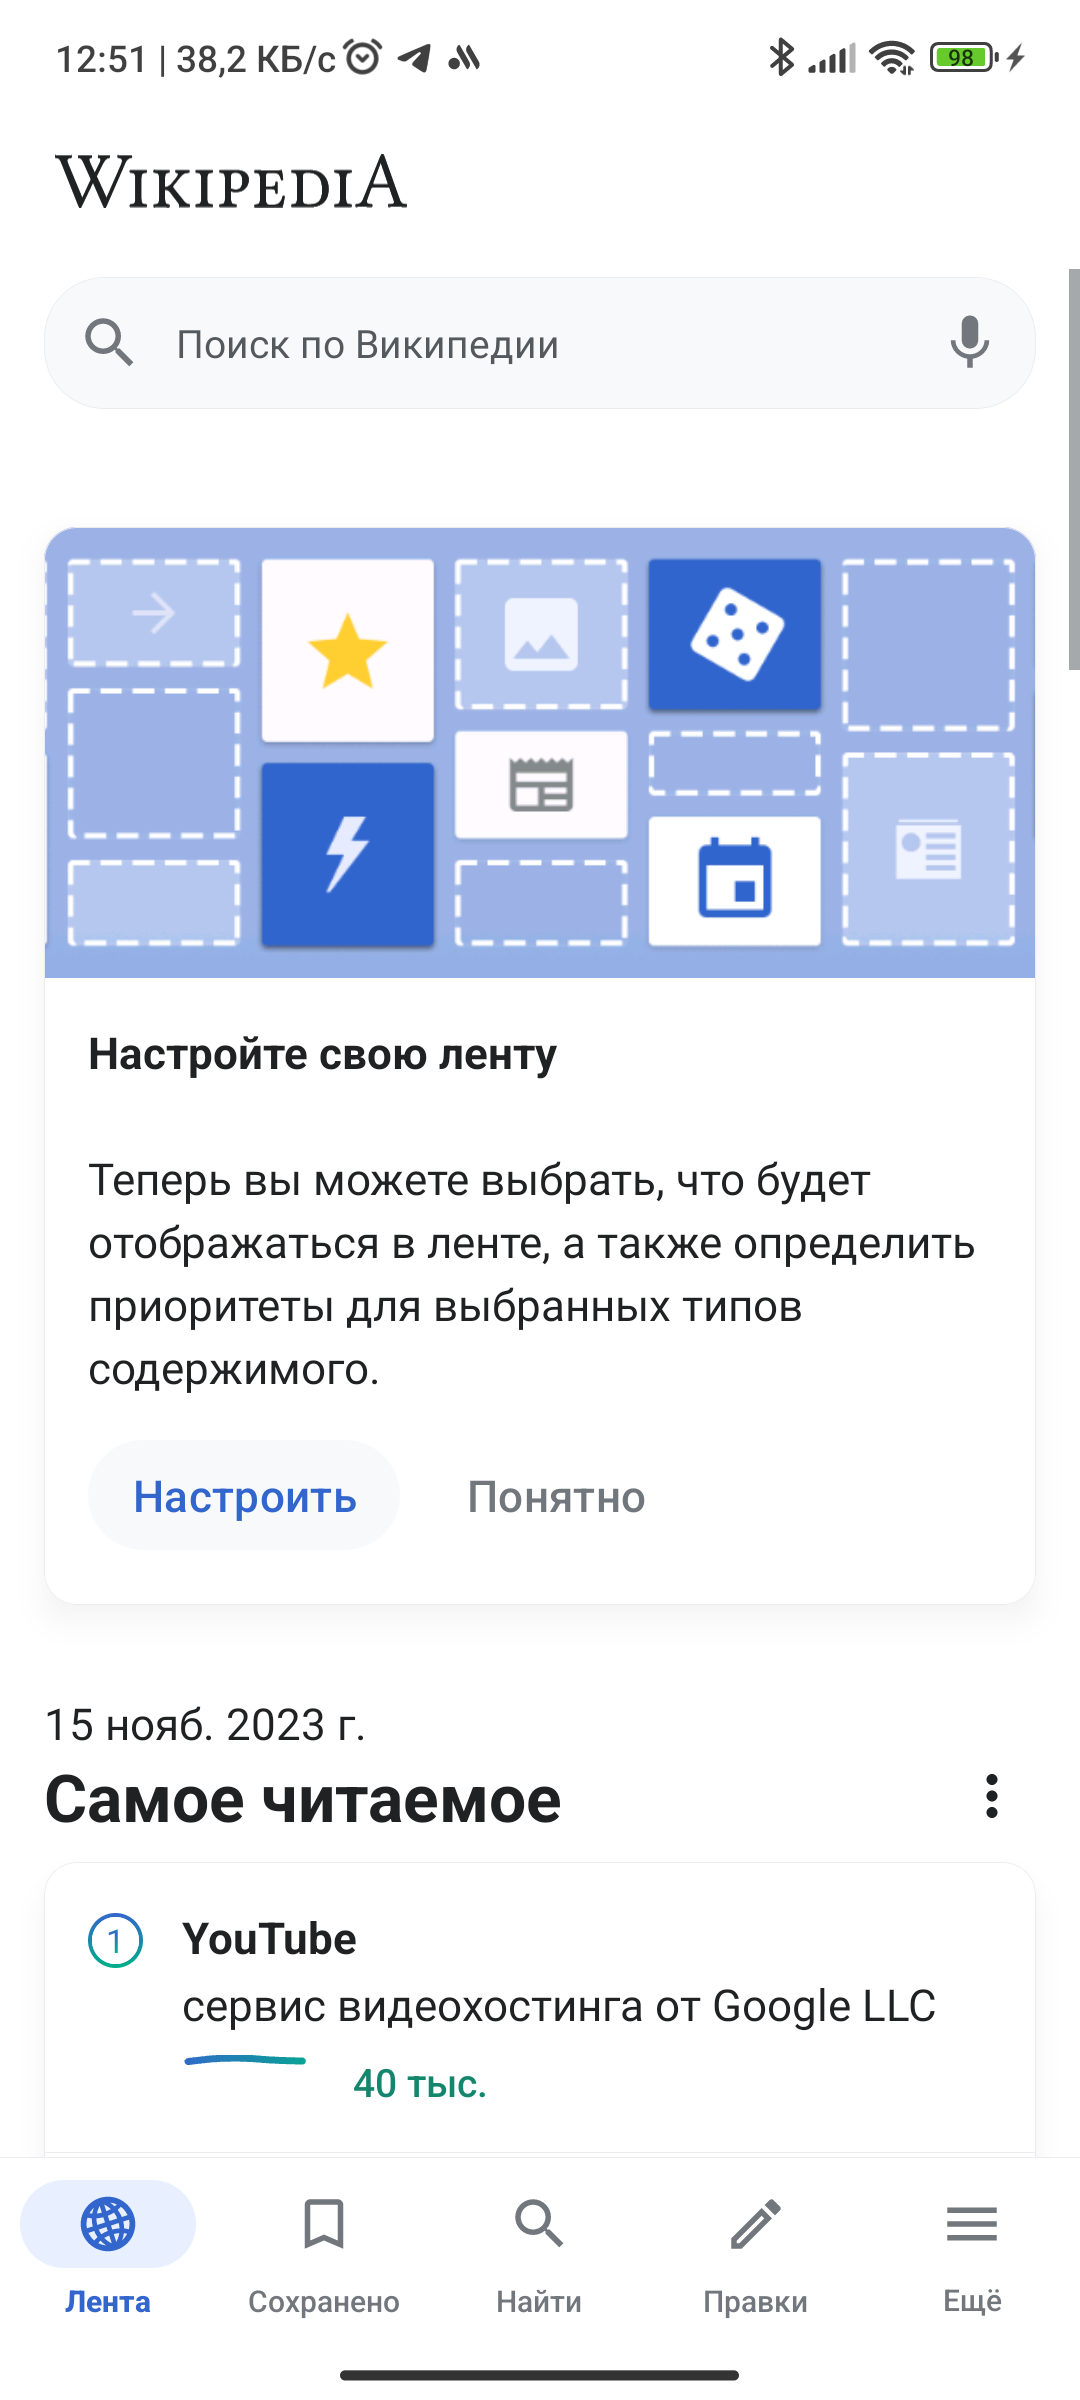 12:51 | 38,2 КБ/с
98
WIKIPEDIA
Поиск по Википедии
Настройте свою ленту
Теперь вы можете выбрать, что будет
отображаться в ленте, а также определить
приоритеты для выбранных типов
содержимого.
Настроить Понятно
15 нояб. 2023 г.
Самое читаемое
1 YouTube
сервис видеохостинга от Google LLC
40 тыс.
Лента Сохранено Найти Правки Ещё